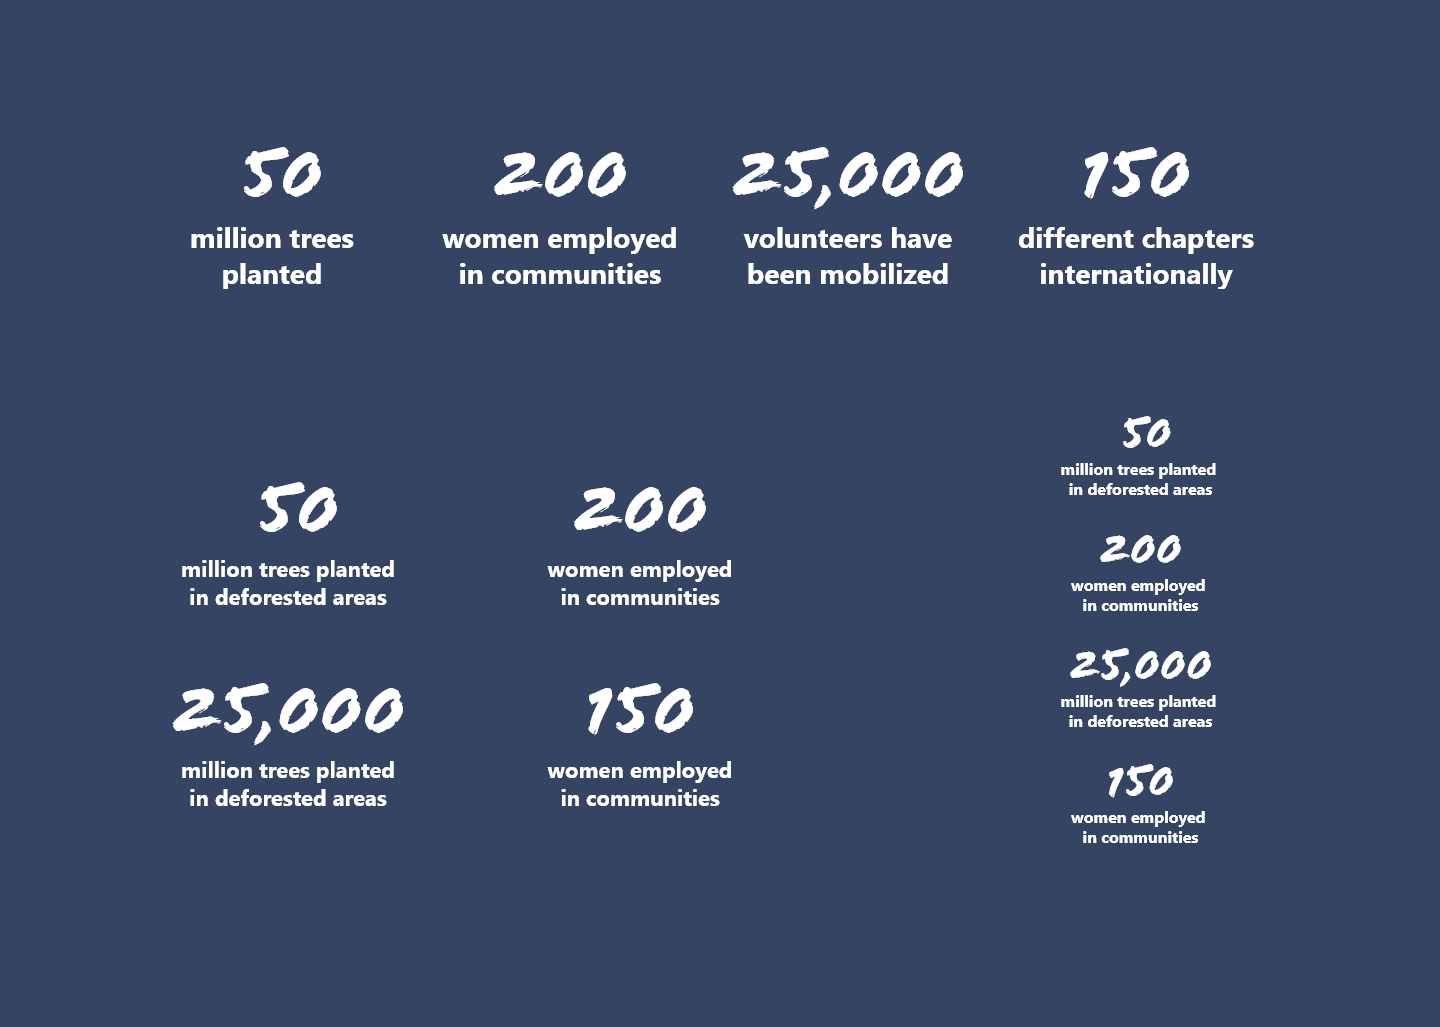 50
million trees
planted
200
women employed
in communities
25,000
volunteers have
been mobilized
150
different chapters
internationally
50
million trees planted
in deforested areas
200
women employed
in communities
25,000
million trees planted
in deforested areas
150
women employed
in communities
50
million trees planted
in deforested areas
200
women employed
in communities
25,000
million trees planted
in deforested areas
150
women employed
in communities